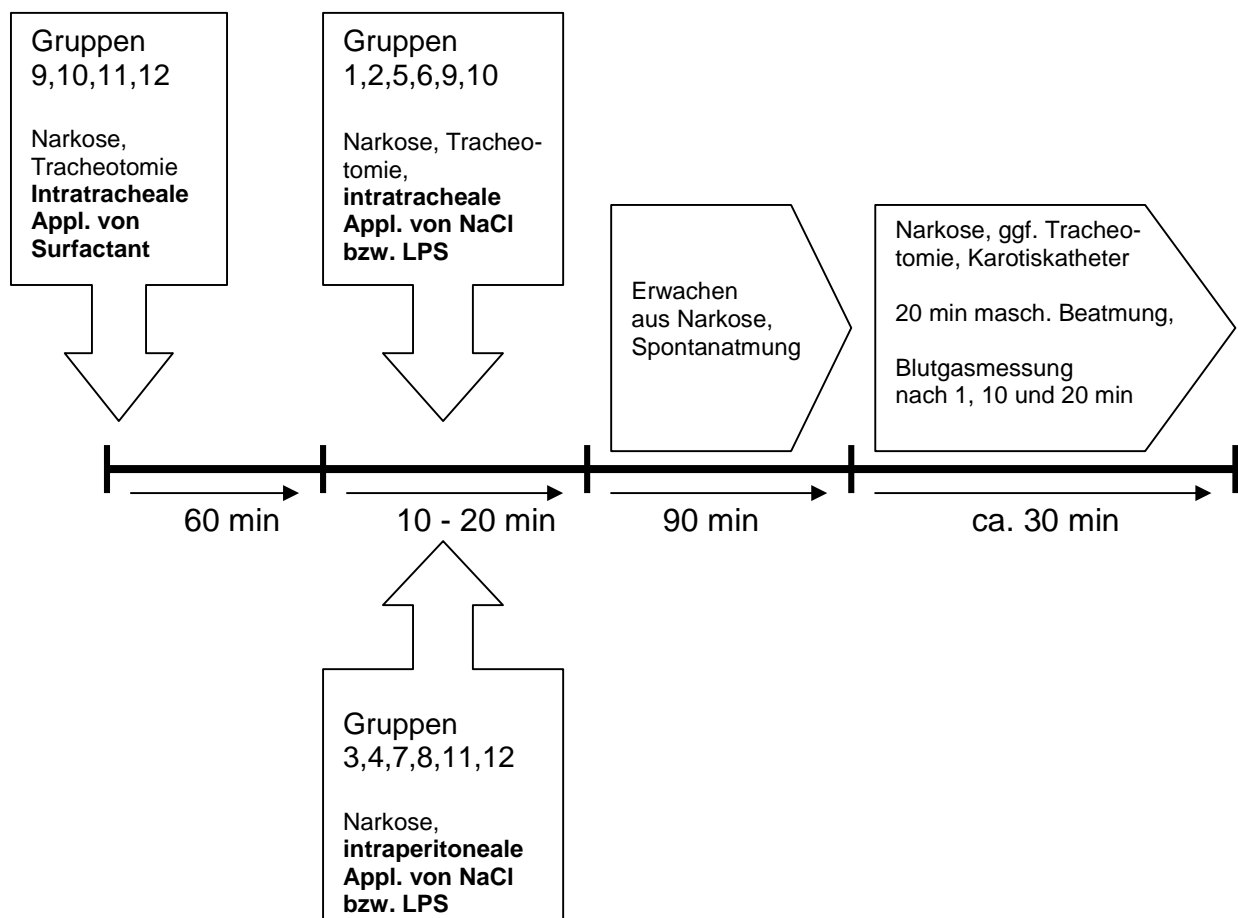 Gruppen
9,10,11,12
Narkose,
Tracheotomie
Intratracheale
Appl. von
Surfactant
Gruppen
1,2,5,6,9,10
Narkose, Tracheo-
tomie,
intratracheale
Appl. von NaCl
bzw. LPS
Erwachen
aus Narkose,
Spontanatmung
Narkose, ggf. Tracheo-
tomie, Karotiskatheter
20 min masch. Beatmung,
Blutgasmessung
nach 1, 10 und 20 min
60 min
10 - 20 min
90 min
ca. 30 min
Gruppen
3,4,7,8,11,12
Narkose,
intraperitoneale
Appl. von NaCl
bzw. LPS